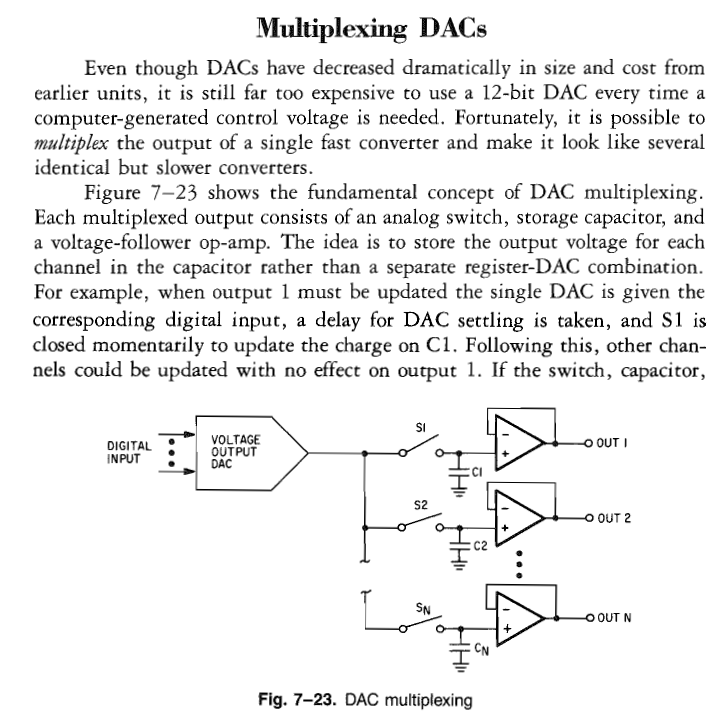 Multiplexing DACs
Even though DACs have decreased dramatically in size and cost from
earlier units, it is still far too expensive to use a 12-bit DAC every time a
computer-generated control voltage is needed. Fortunately, it is possible to
multiplex the output of a single fast converter and make it look like several
identical but slower converters.
Figure 7–23 shows the fundamental concept of DAC multiplexing.
Each multiplexed output consists of an analog switch, storage capacitor, and
a voltage-follower op-amp. The idea is to store the output voltage for each
channel in the capacitor rather than a separate register-DAC combination.
For example, when output 1 must be updated the single DAC is given the
corresponding digital input, a delay for DAC settling is taken, and S1 is
closed momentarily to update the charge on C1. Following this, other chan-
nels could be updated with no effect on output 1. If the switch, capacitor,
DIGITAL
INPUT
VOLTAGE
OUTPUT
DAC
S1
C1
-
+
OUT 1
S2
C2
-
+
OUT 2
SN
CN
-
+
OUT N
Fig. 7–23. DAC multiplexing